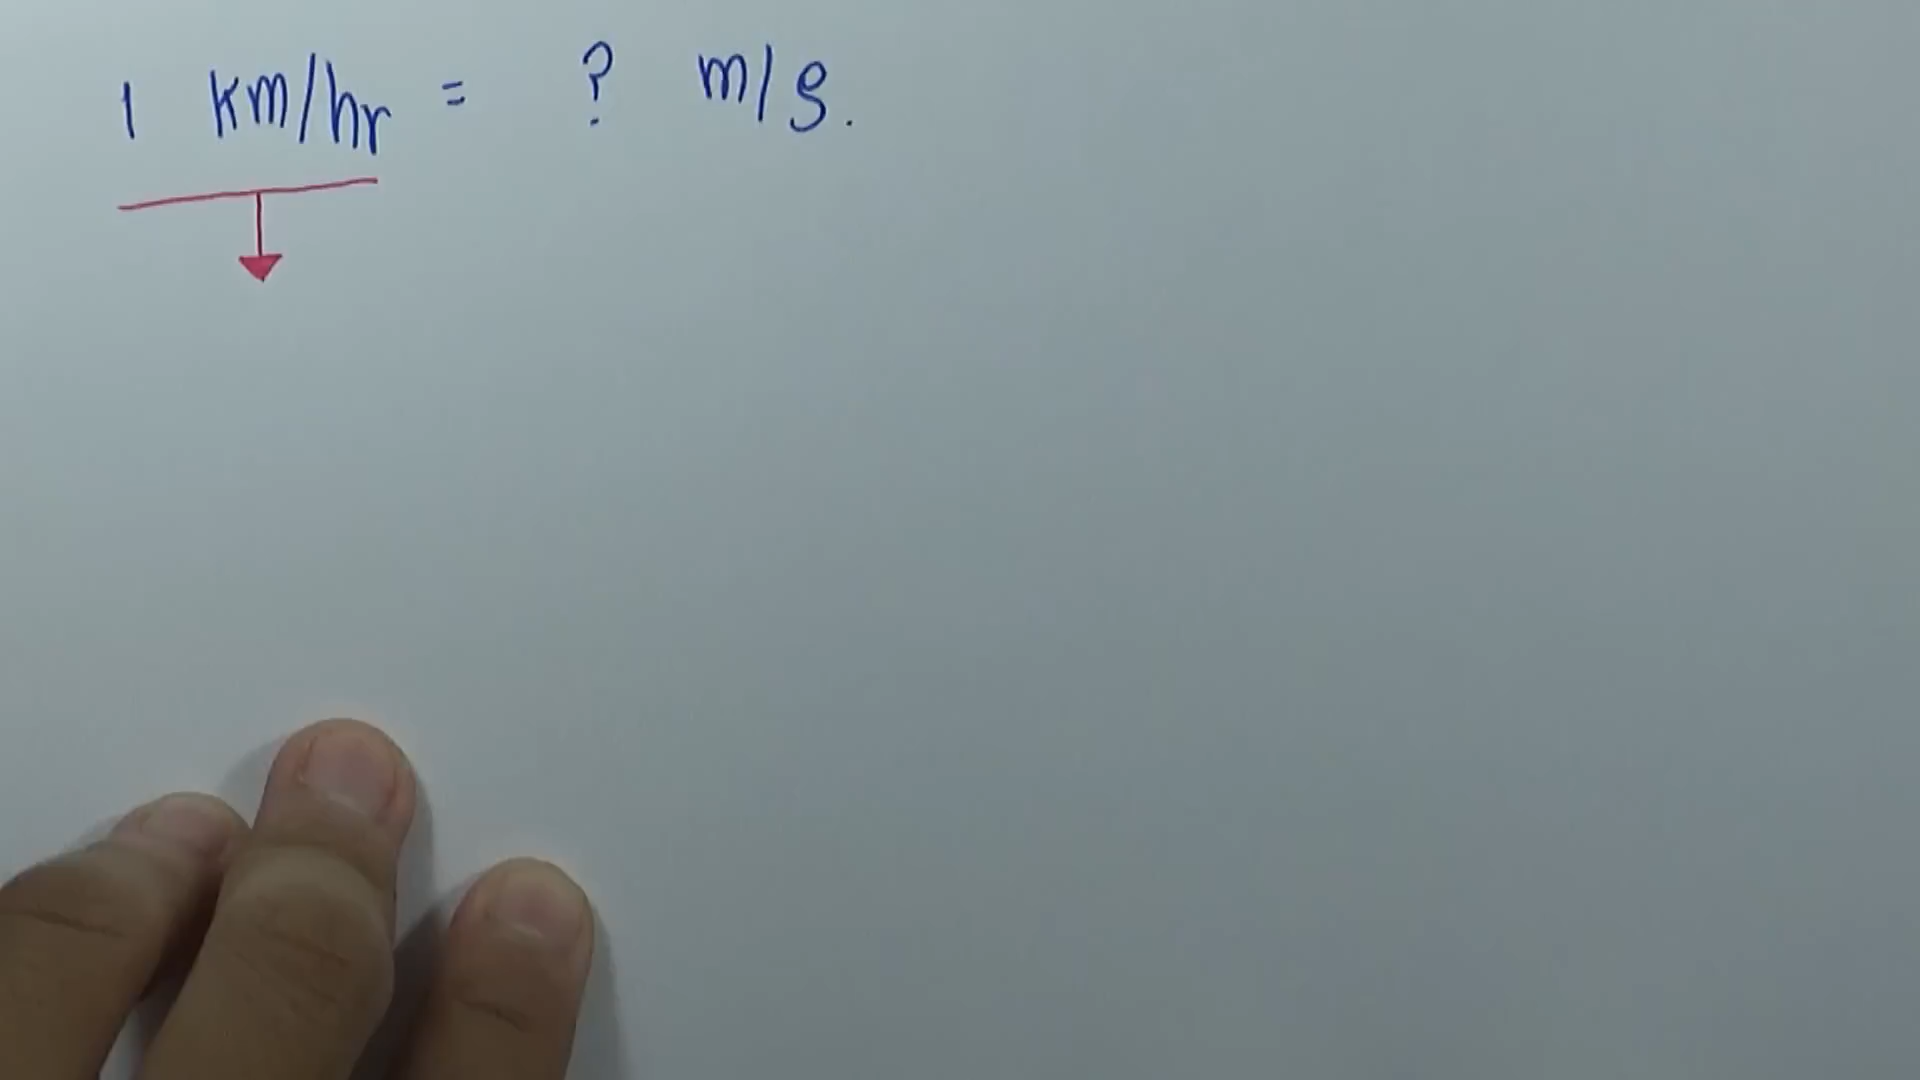 1 km/hr = ? m/s.